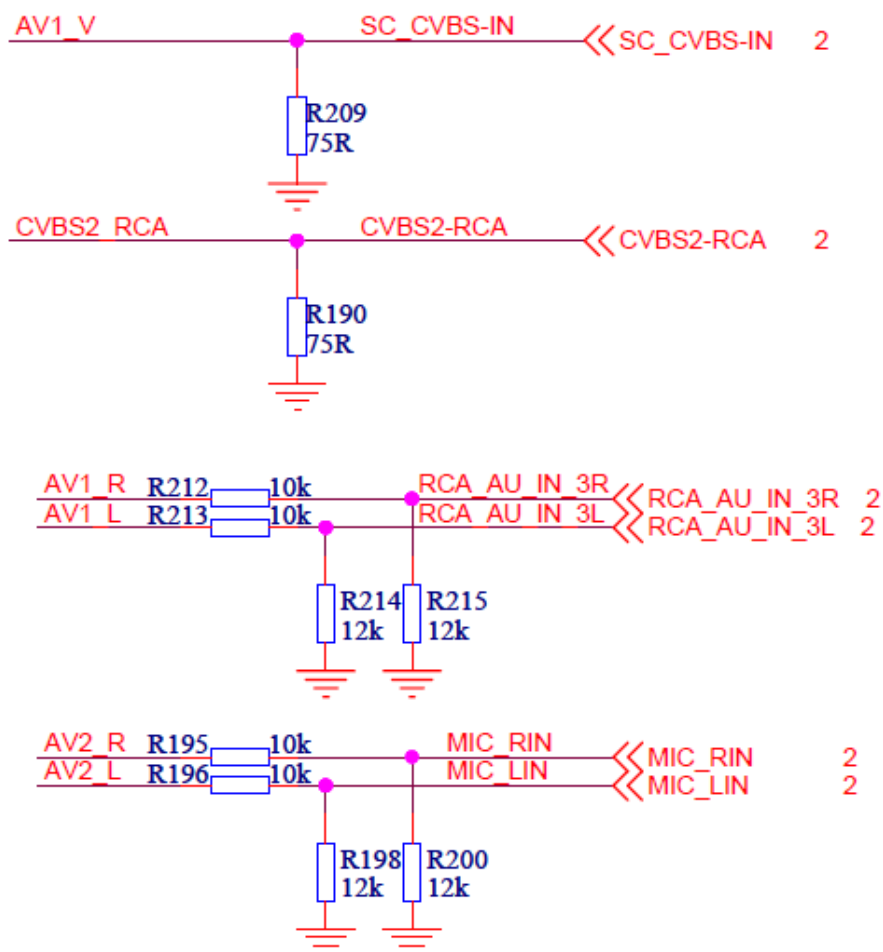 AV1_V SC_CVBS-IN SC_CVBS-IN 2
R209
75R
CVBS2_RCA CVBS2-RCA CVBS2-RCA 2
R190
75R
AV1_R R212 10k RCA_AU_IN_3R RCA_AU_IN_3R 2
AV1_L R213 10k RCA_AU_IN_3L RCA_AU_IN_3L 2
R214 R215
12k 12k
AV2_R R195 10k MIC_RIN MIC_RIN 2
AV2_L R196 10k MIC_LIN MIC_LIN 2
R198 R200
12k 12k